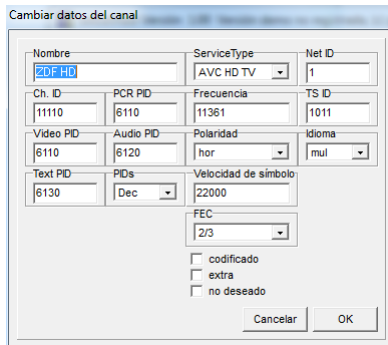 Cambiar datos del canal
Nombre ServiceType Net ID
ZDF HD AVC HD TV 1
Ch. ID PCR PID Frecuencia TS ID
11110 6110 11361 1011
Video PID Audio PID Polaridad Idioma
6110 6120 hor mul
Text PID PIDs Velocidad de símbolo
6130 Dec 22000
FEC
2/3
codificado
extra
no deseado
Cancelar OK